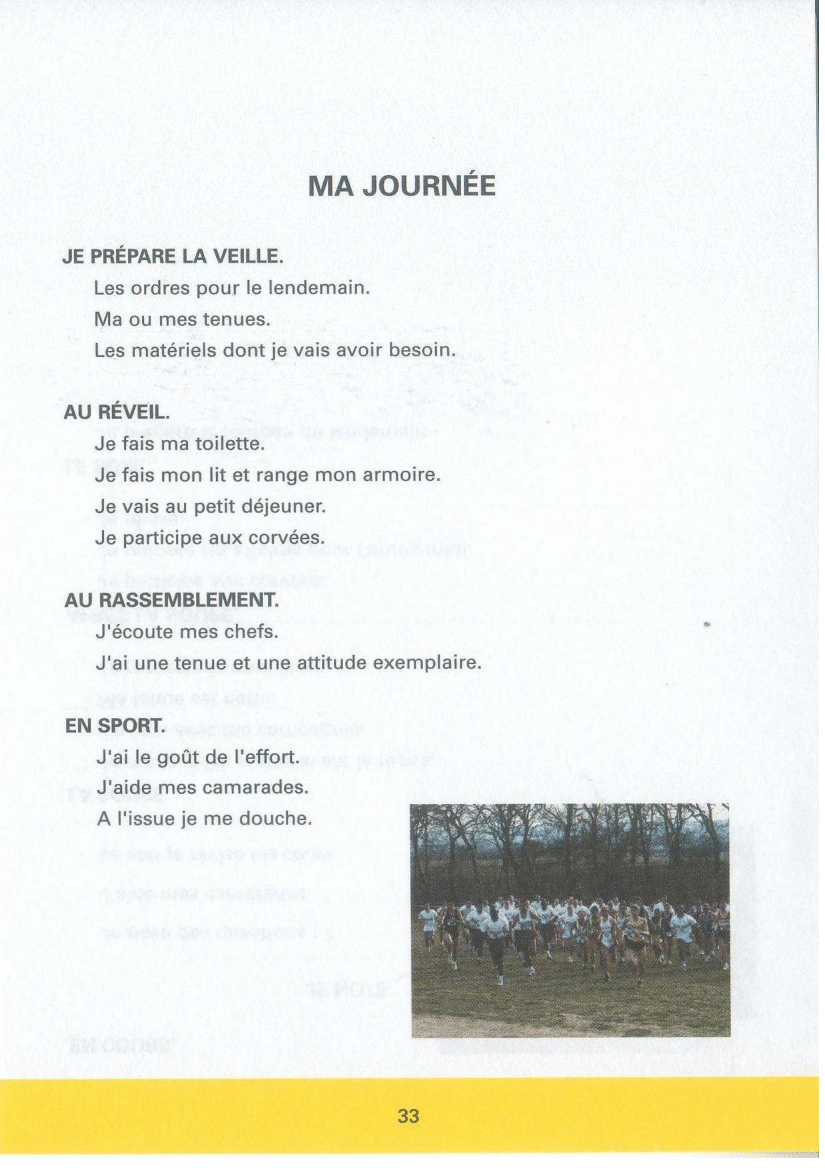 MA JOURNÉE
JE PRÉPARE LA VEILLE.
Les ordres pour le lendemain.
Ma ou mes tenues.
Les matériels dont je vais avoir besoin.
AU RÉVEIL.
Je fais ma toilette.
Je fais mon lit et range mon armoire.
Je vais au petit déjeuner.
Je participe aux corvées.
AU RASSEMBLEMENT.
J'écoute mes chefs.
J'ai une tenue et une attitude exemplaire.
EN SPORT.
J'ai le goût de l'effort.
J'aide mes camarades.
A l'issue je me douche.
33